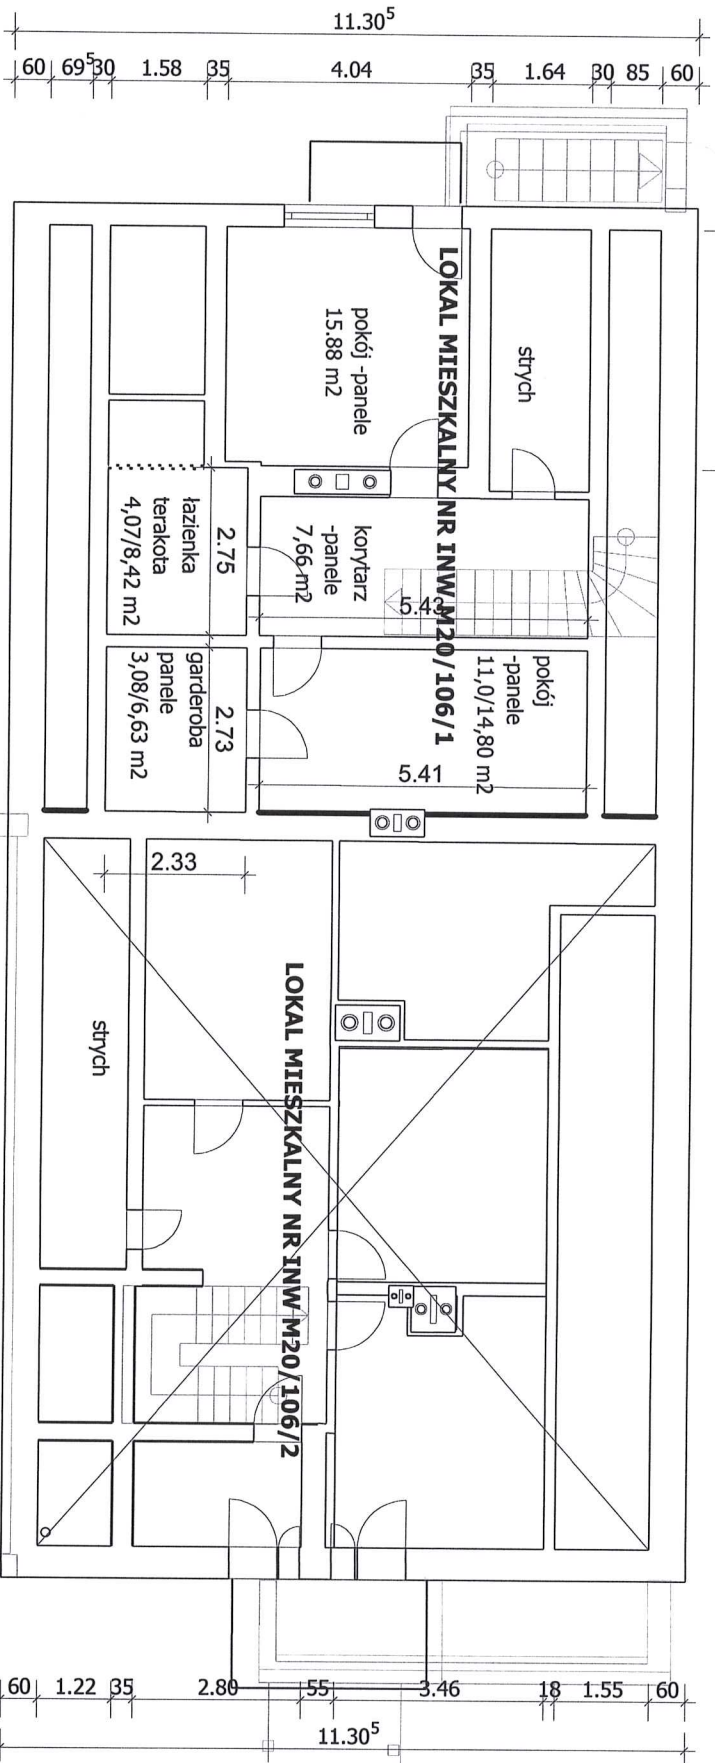 11.30⁵
60 69⁵ 30 1.58 35 4.04 35 1.64 30 85 60
LOKAL MIESZKALNY NR INW M20/106/1
pokój -panele
15.88 m2
strych
korytarz
-panele
7,66 m2
łazienka
terakota
4,07/8,42 m2
2.75
5.43
pokój
-panele
11,0/14,80 m2
garderoba
panele
3,08/6,63 m2
2.73
5.41
2.33
LOKAL MIESZKALNY NR INW M20/106/2
strych
60 1.22 35 2.80 55 3.46 18 1.55 60
11.30⁵